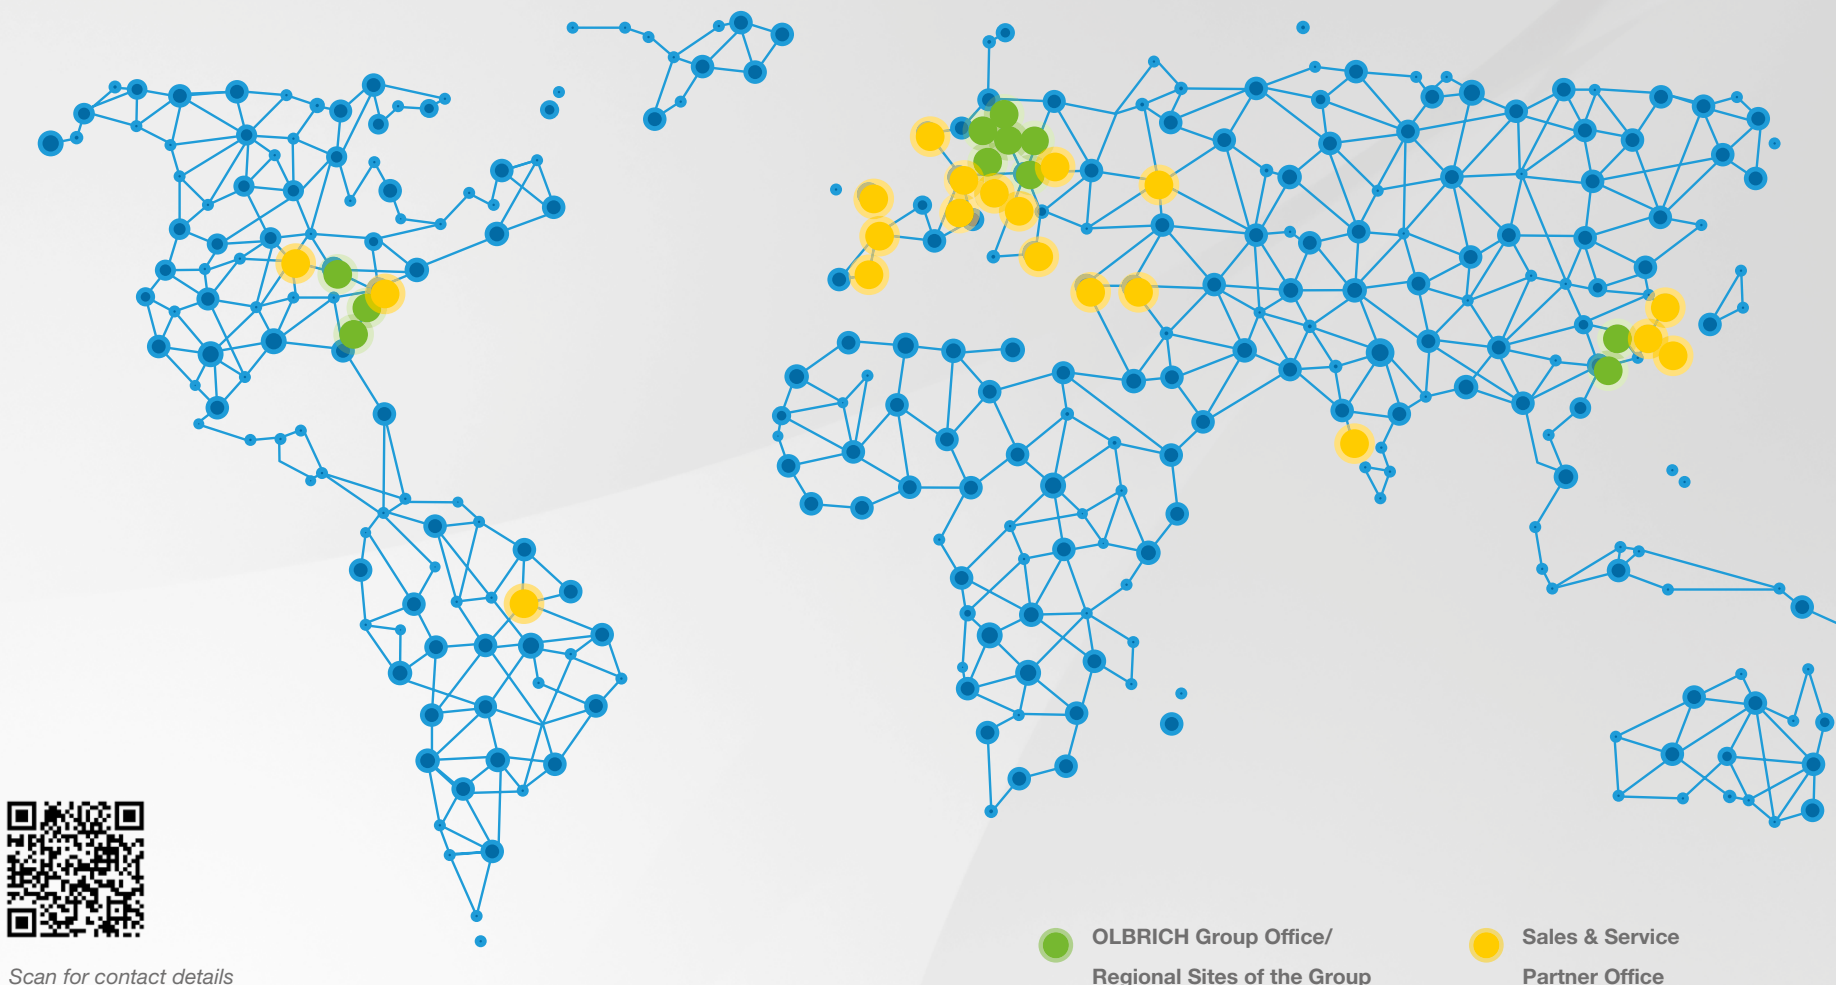 Scan for contact details
OLBRICH Group Office/
Regional Sites of the Group
Sales & Service
Partner Office